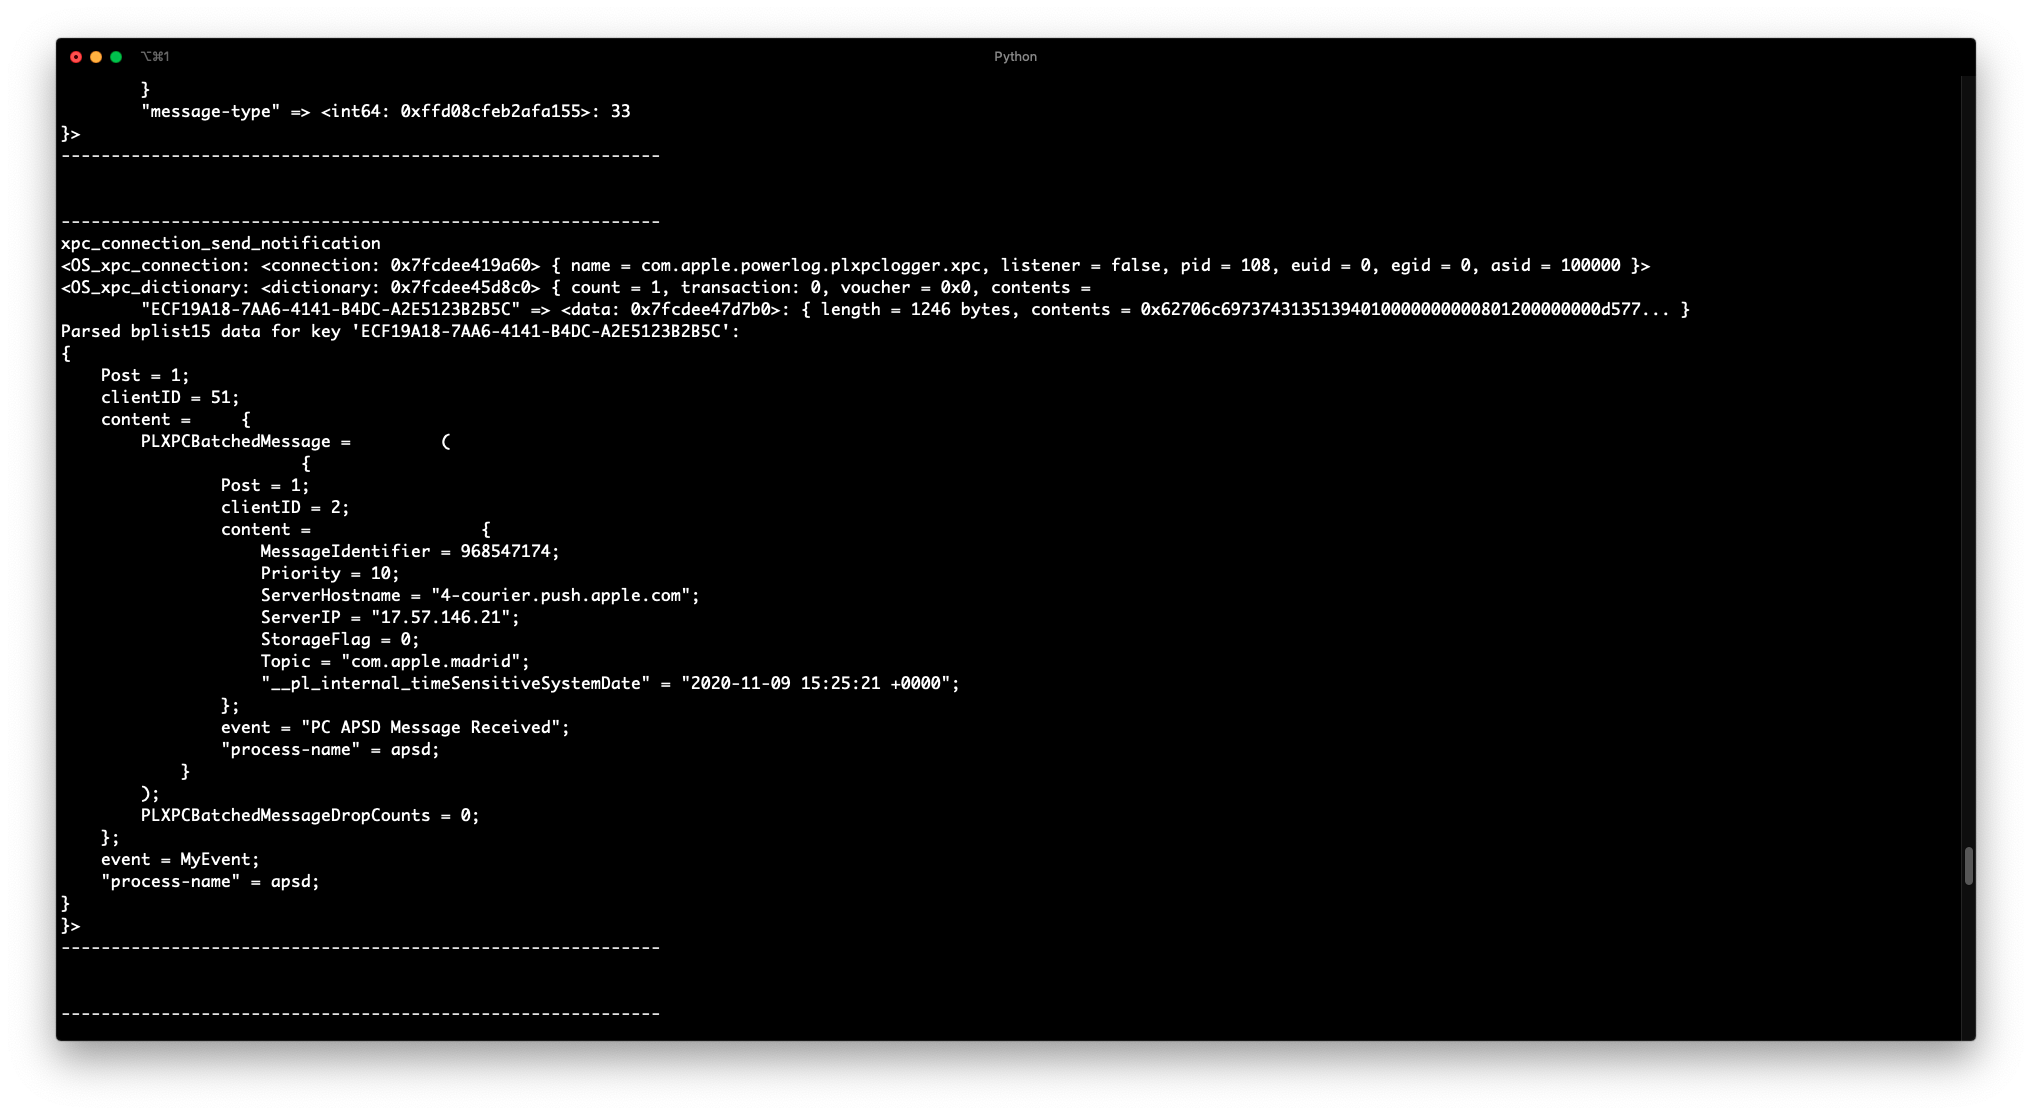 ⌥⌘1
Python
}
"message-type" => <int64: 0xffd08cfeb2afa155>: 33
}>
------------------------------------------------------------
------------------------------------------------------------
xpc_connection_send_notification
<OS_xpc_connection: <connection: 0x7fcdee419a60> { name = com.apple.powerlog.plxpclogger.xpc, listener = false, pid = 108, euid = 0, egid = 0, asid = 100000 }>
<OS_xpc_dictionary: <dictionary: 0x7fcdee45d8c0> { count = 1, transaction: 0, voucher = 0x0, contents =
"ECF19A18-7AA6-4141-B4DC-A2E5123B2B5C" => <data: 0x7fcdee47d7b0>: { length = 1246 bytes, contents = 0x62706c697374313513940100000000000801200000000d577... }
Parsed bplist15 data for key 'ECF19A18-7AA6-4141-B4DC-A2E5123B2B5C':
{
Post = 1;
clientID = 51;
content =     {
PLXPCBatchedMessage =         (
{
Post = 1;
clientID = 2;
content =                 {
MessageIdentifier = 968547174;
Priority = 10;
ServerHostname = "4-courier.push.apple.com";
ServerIP = "17.57.146.21";
StorageFlag = 0;
Topic = "com.apple.madrid";
"__pl_internal_timeSensitiveSystemDate" = "2020-11-09 15:25:21 +0000";
};
event = "PC APSD Message Received";
"process-name" = apsd;
}
);
PLXPCBatchedMessageDropCounts = 0;
};
event = MyEvent;
"process-name" = apsd;
}
}>
------------------------------------------------------------
------------------------------------------------------------